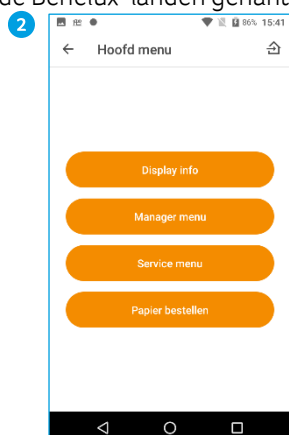 de Benelux-landen gehant
2
86% 15:41
Hoofd menu
Display info
Manager menu
Service menu
Papier bestellen